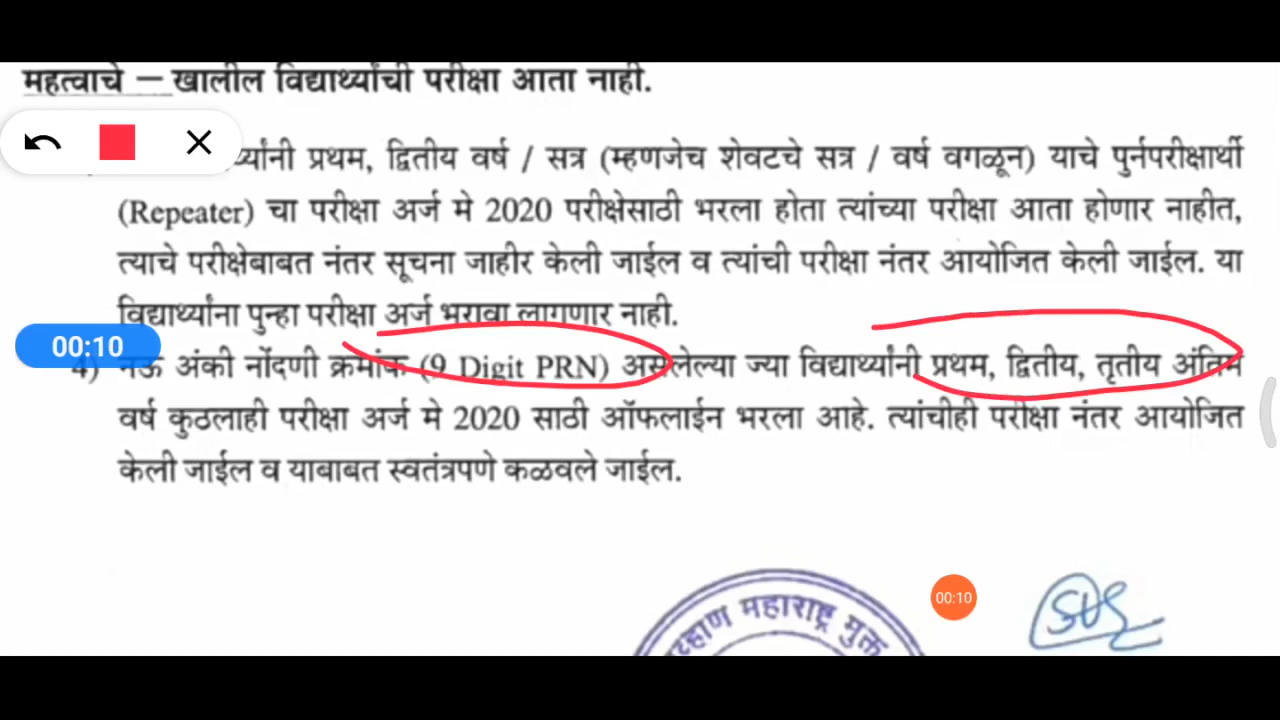 महत्वाचे – खालील विद्यार्थ्यांची परीक्षा आता नाही.
प्रथम, द्वितीय वर्ष / सत्र (म्हणजेच शेवटचे सत्र / वर्ष वगळून) याचे पुर्नपरीक्षार्थी
(Repeater) चा परीक्षा अर्ज मे 2020 परीक्षेसाठी भरला होता त्यांच्या परीक्षा आता होणार नाहीत,
त्याचे परीक्षेबाबत नंतर सूचना जाहीर केली जाईल व त्यांची परीक्षा नंतर आयोजित केली जाईल. या
विद्यार्थ्यांना पुन्हा परीक्षा अर्ज भरावा लागणार नाही.
00:10
4) नऊ अंकी नोंदणी क्रमांक (9 Digit PRN) असलेल्या ज्या विद्यार्थ्यांनी प्रथम, द्वितीय, तृतीय अंतिम
वर्ष कुठलाही परीक्षा अर्ज मे 2020 साठी ऑफलाईन भरला आहे. त्यांचीही परीक्षा नंतर आयोजित
केली जाईल व याबाबत स्वतंत्रपणे कळवले जाईल.
00:10
महाराष्ट्र मुक्त